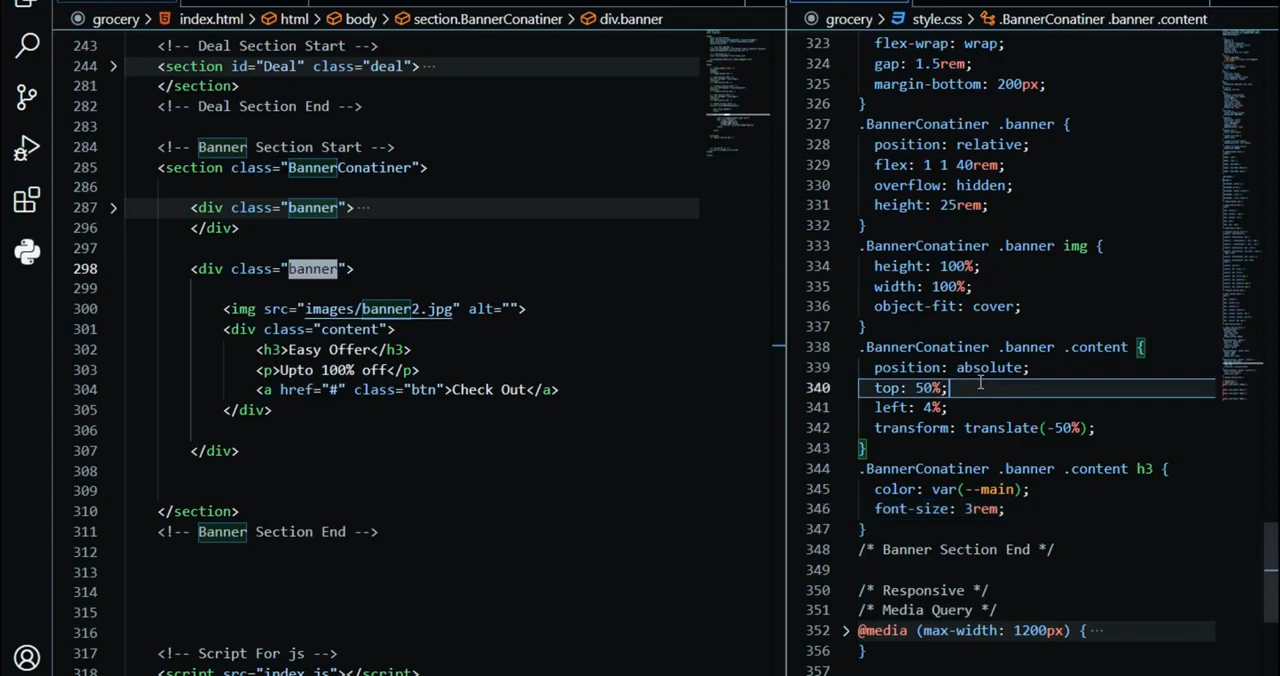 grocery > index.html > html > body > section.BannerConatiner > div.banner
243 <!-- Deal Section Start -->
244 > <section id="Deal" class="deal">···
281 </section>
282 <!-- Deal Section End -->
283
284 <!-- Banner Section Start -->
285 <section class="BannerConatiner">
286
287 > <div class="banner">···
296 </div>
297
298 <div class="banner">
299
300 <img src="images/banner2.jpg" alt="">
301 <div class="content">
302 <h3>Easy Offer</h3>
303 <p>Upto 100% off</p>
304 <a href="#" class="btn">Check Out</a>
305 </div>
306
307 </div>
308
309
310 </section>
311 <!-- Banner Section End -->
312
313
314
315
316
317 <!-- Script For js -->
318 <script src="index.js"></script>
grocery > style.css > .BannerConatiner .banner .content
323 flex-wrap: wrap;
324 gap: 1.5rem;
325 margin-bottom: 200px;
326 }
327 .BannerConatiner .banner {
328 position: relative;
329 flex: 1 1 40rem;
330 overflow: hidden;
331 height: 25rem;
332 }
333 .BannerConatiner .banner img {
334 height: 100%;
335 width: 100%;
336 object-fit: cover;
337 }
338 .BannerConatiner .banner .content {
339 position: absolute;
340 top: 50%;
341 left: 4%;
342 transform: translate(-50%);
343 }
344 .BannerConatiner .banner .content h3 {
345 color: var(--main);
346 font-size: 3rem;
347 }
348 /* Banner Section End */
349
350 /* Responsive */
351 /* Media Query */
352 > @media (max-width: 1200px) {···
356 }
357